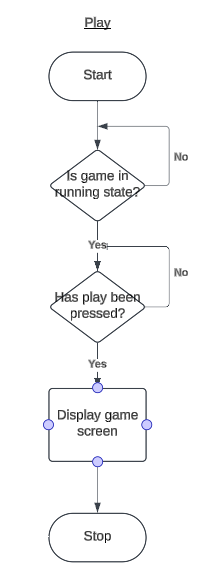 Play
Start
Is game in
running state?
No
Yes
Has play been
pressed?
No
Yes
Display game
screen
Stop